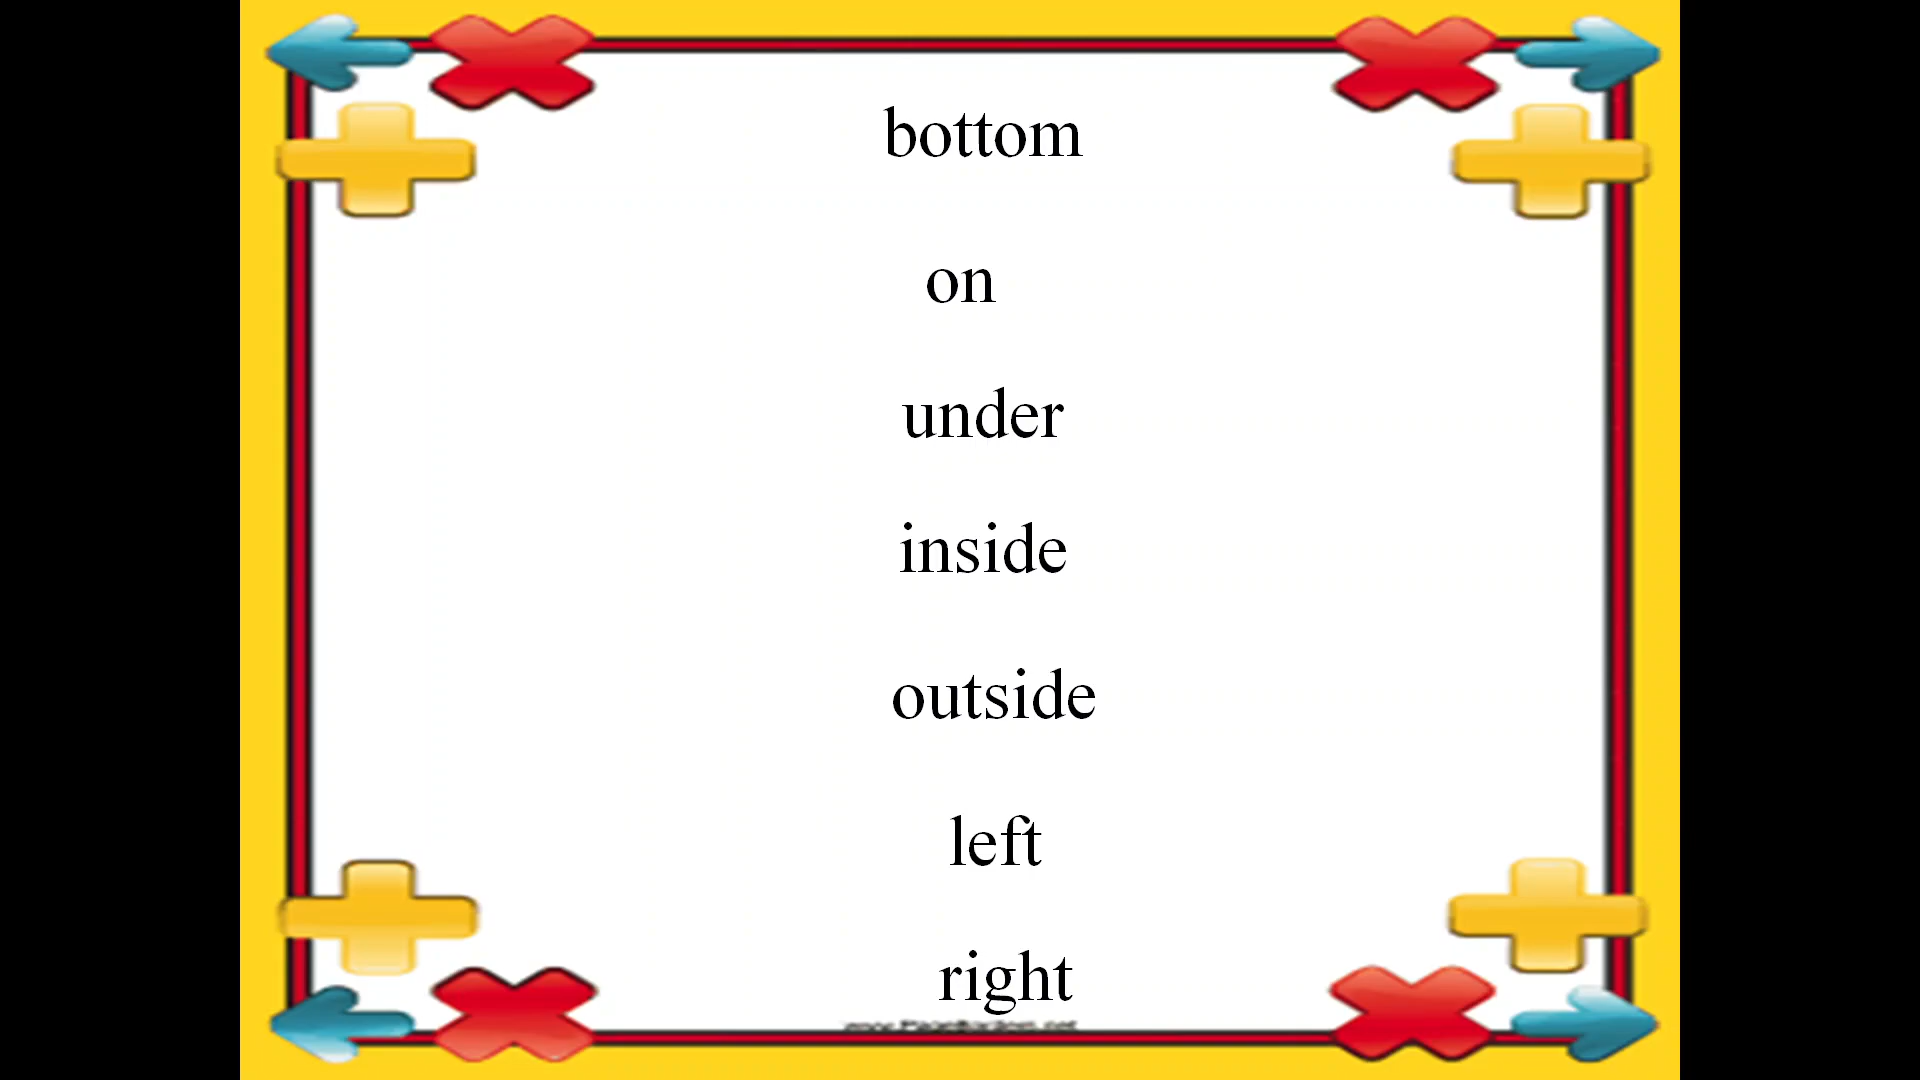 bottom
on
under
inside
outside
left
right